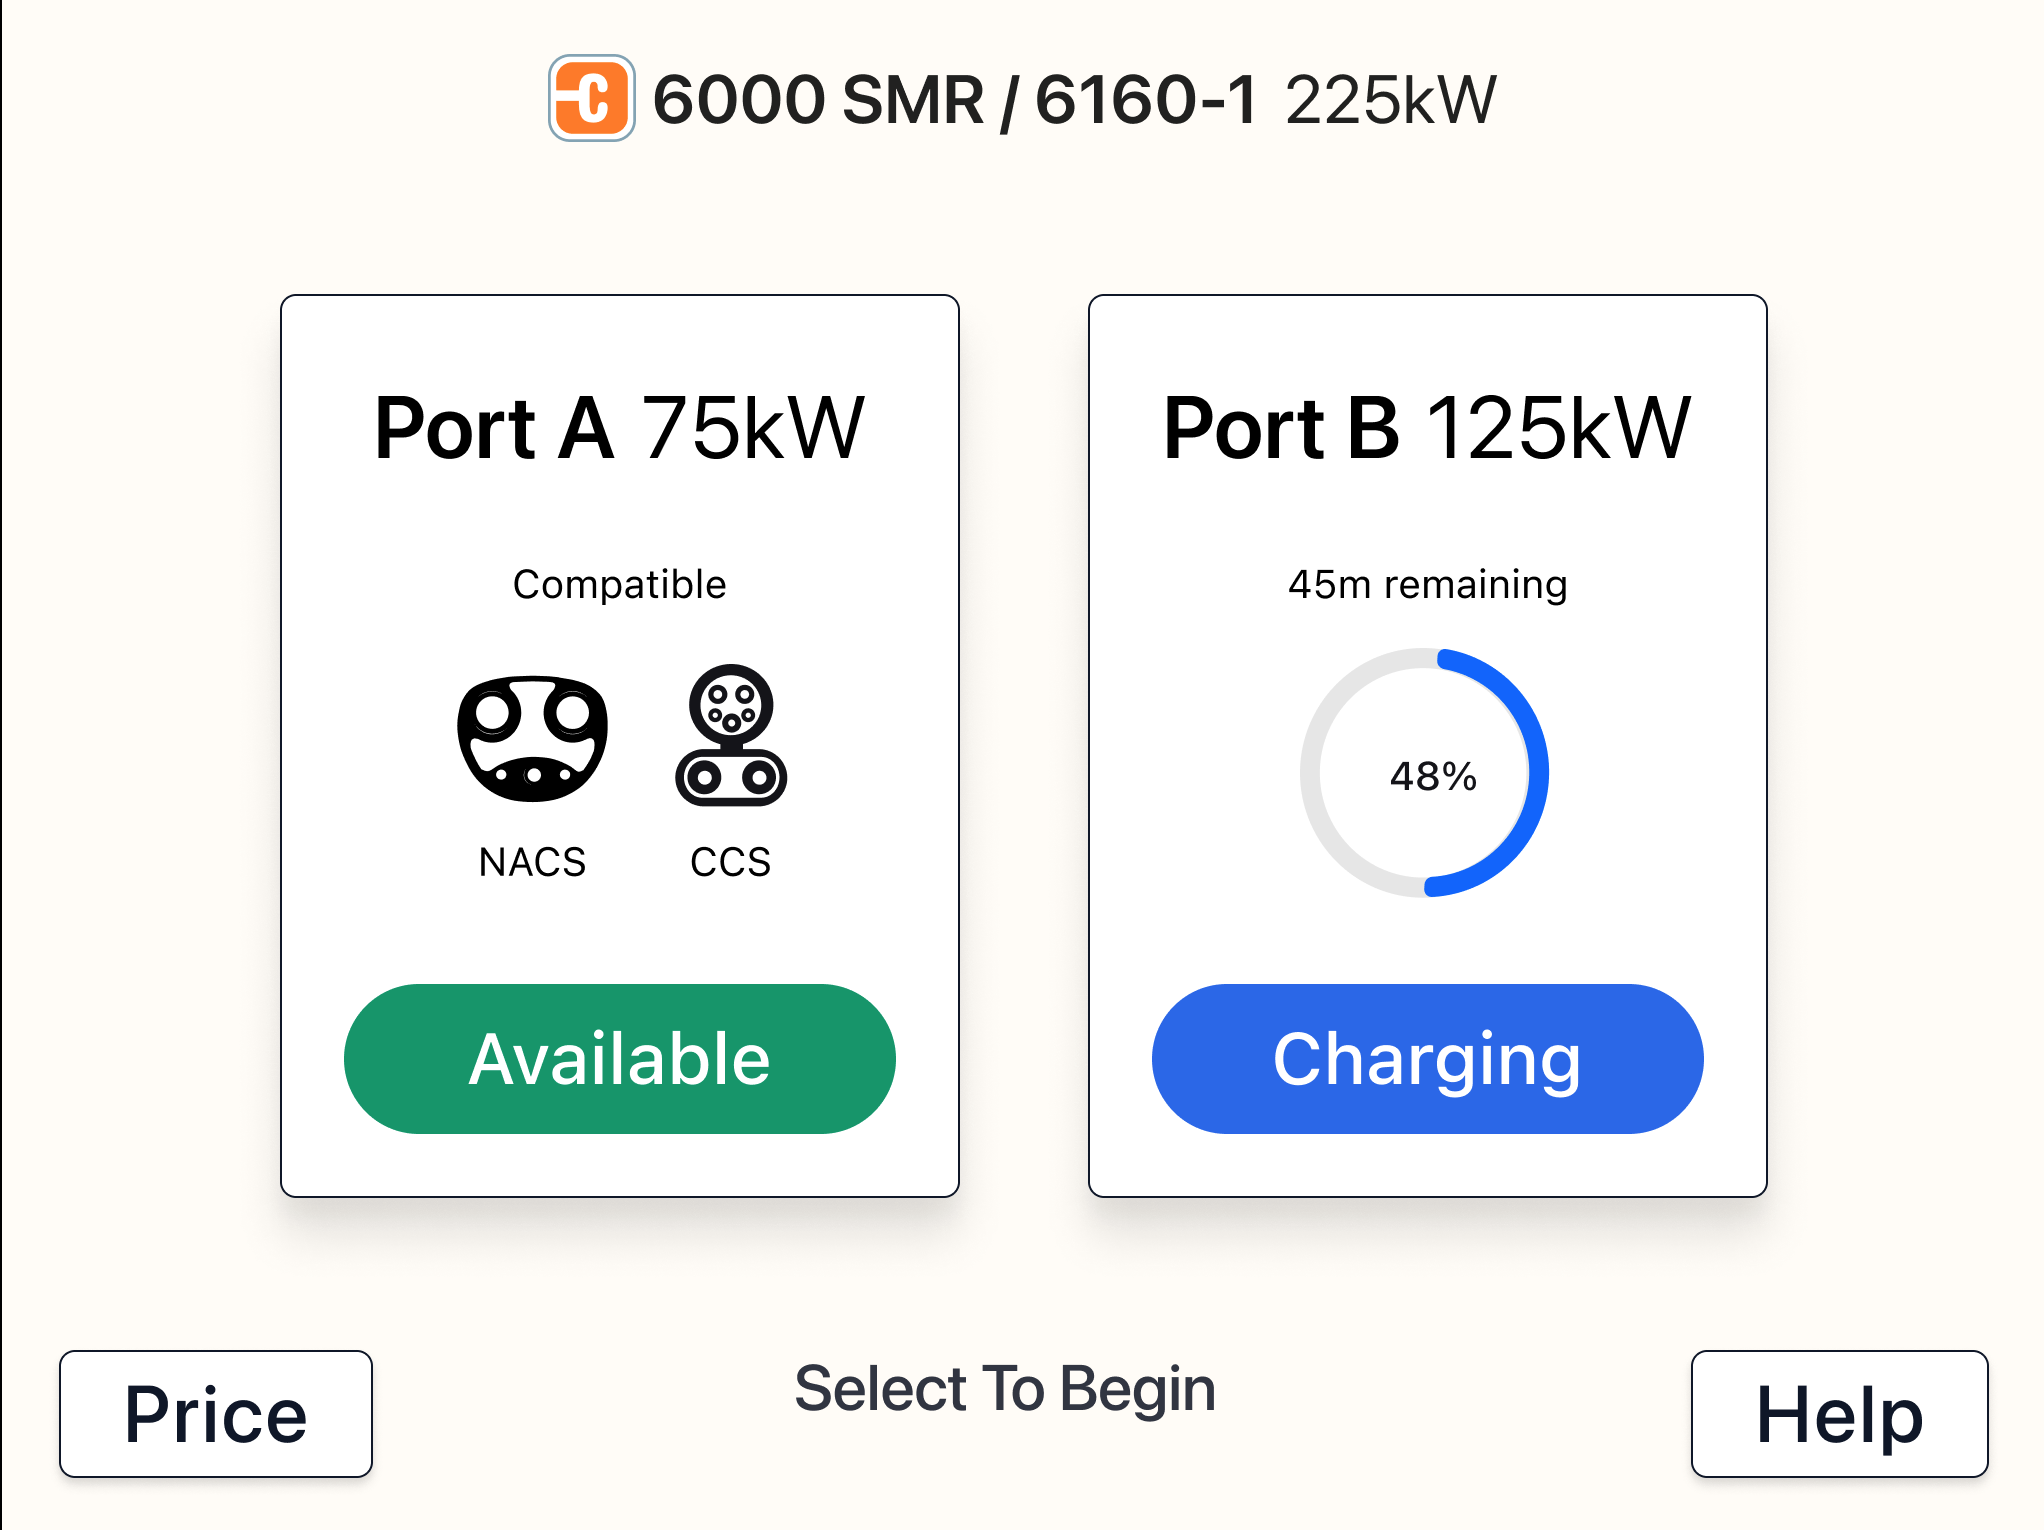 C 6000 SMR / 6160-1 225kW
Port A 75kW
Compatible
NACS CCS
Available
Port B 125kW
45m remaining
48%
Charging
Price
Select To Begin
Help